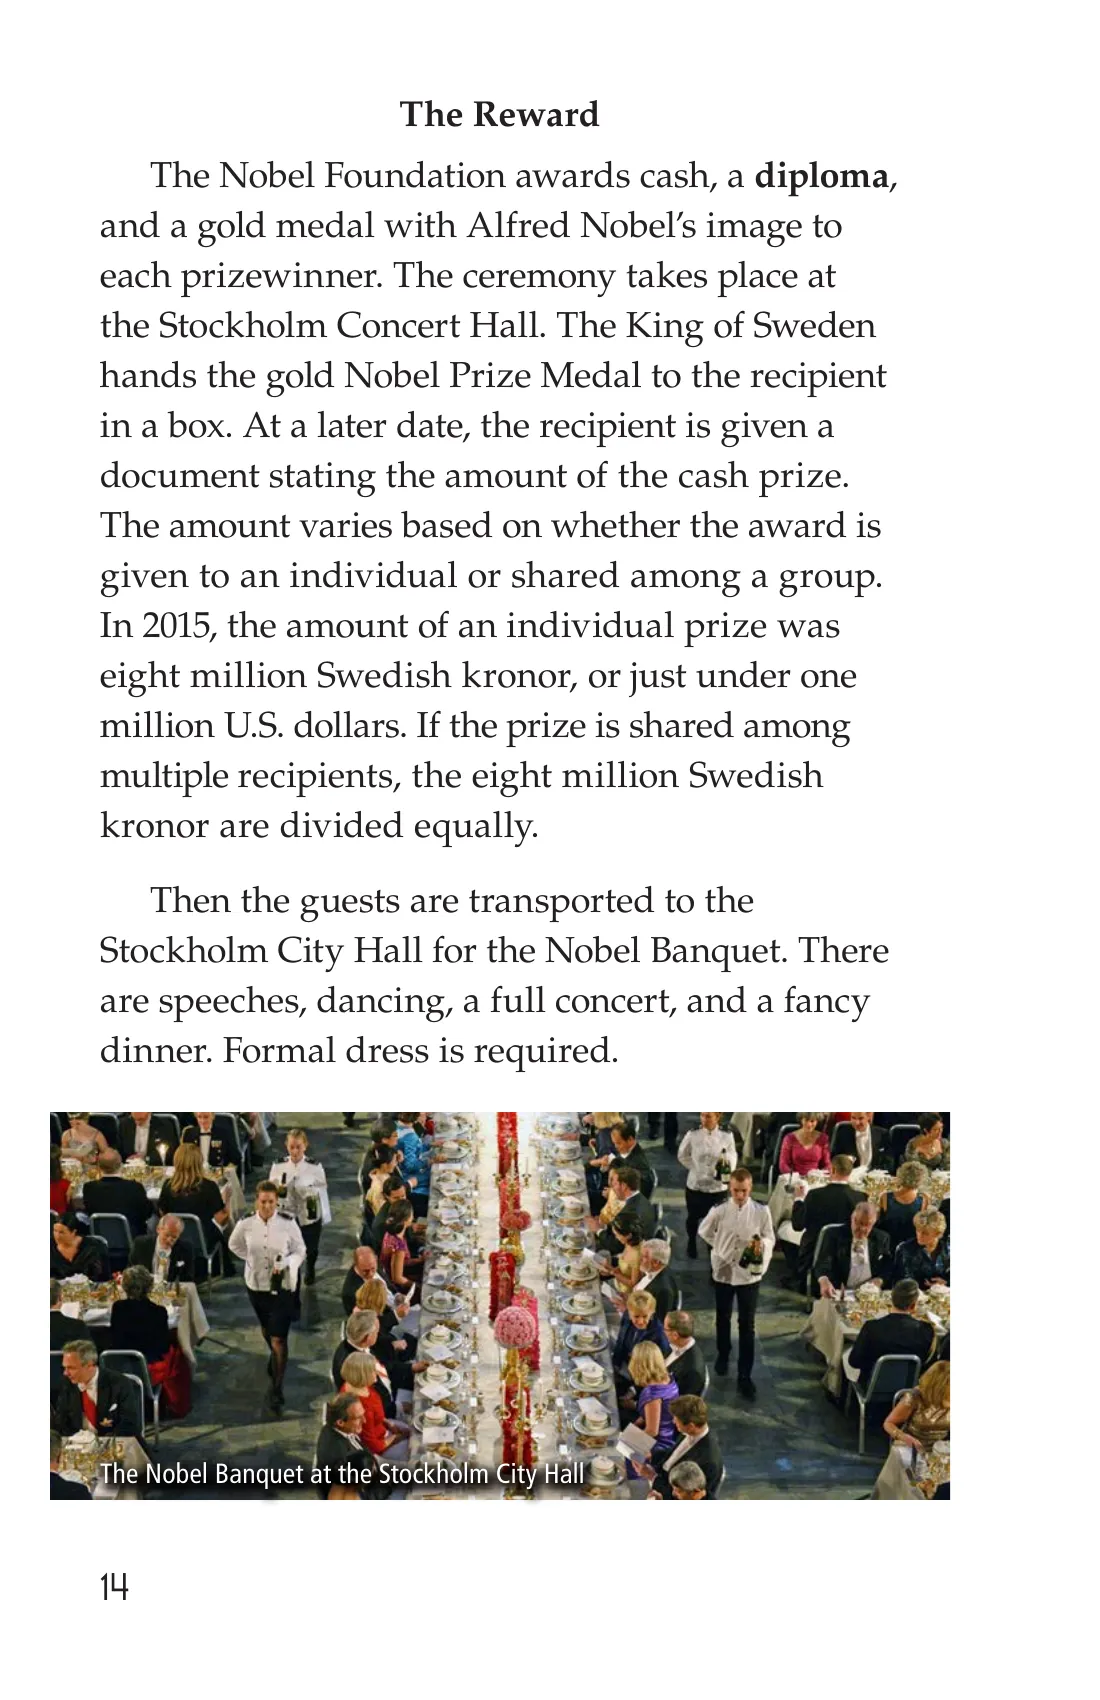 The Reward
The Nobel Foundation awards cash, a diploma,
and a gold medal with Alfred Nobel’s image to
each prizewinner. The ceremony takes place at
the Stockholm Concert Hall. The King of Sweden
hands the gold Nobel Prize Medal to the recipient
in a box. At a later date, the recipient is given a
document stating the amount of the cash prize.
The amount varies based on whether the award is
given to an individual or shared among a group.
In 2015, the amount of an individual prize was
eight million Swedish kronor, or just under one
million U.S. dollars. If the prize is shared among
multiple recipients, the eight million Swedish
kronor are divided equally.
Then the guests are transported to the
Stockholm City Hall for the Nobel Banquet. There
are speeches, dancing, a full concert, and a fancy
dinner. Formal dress is required.
The Nobel Banquet at the Stockholm City Hall
14